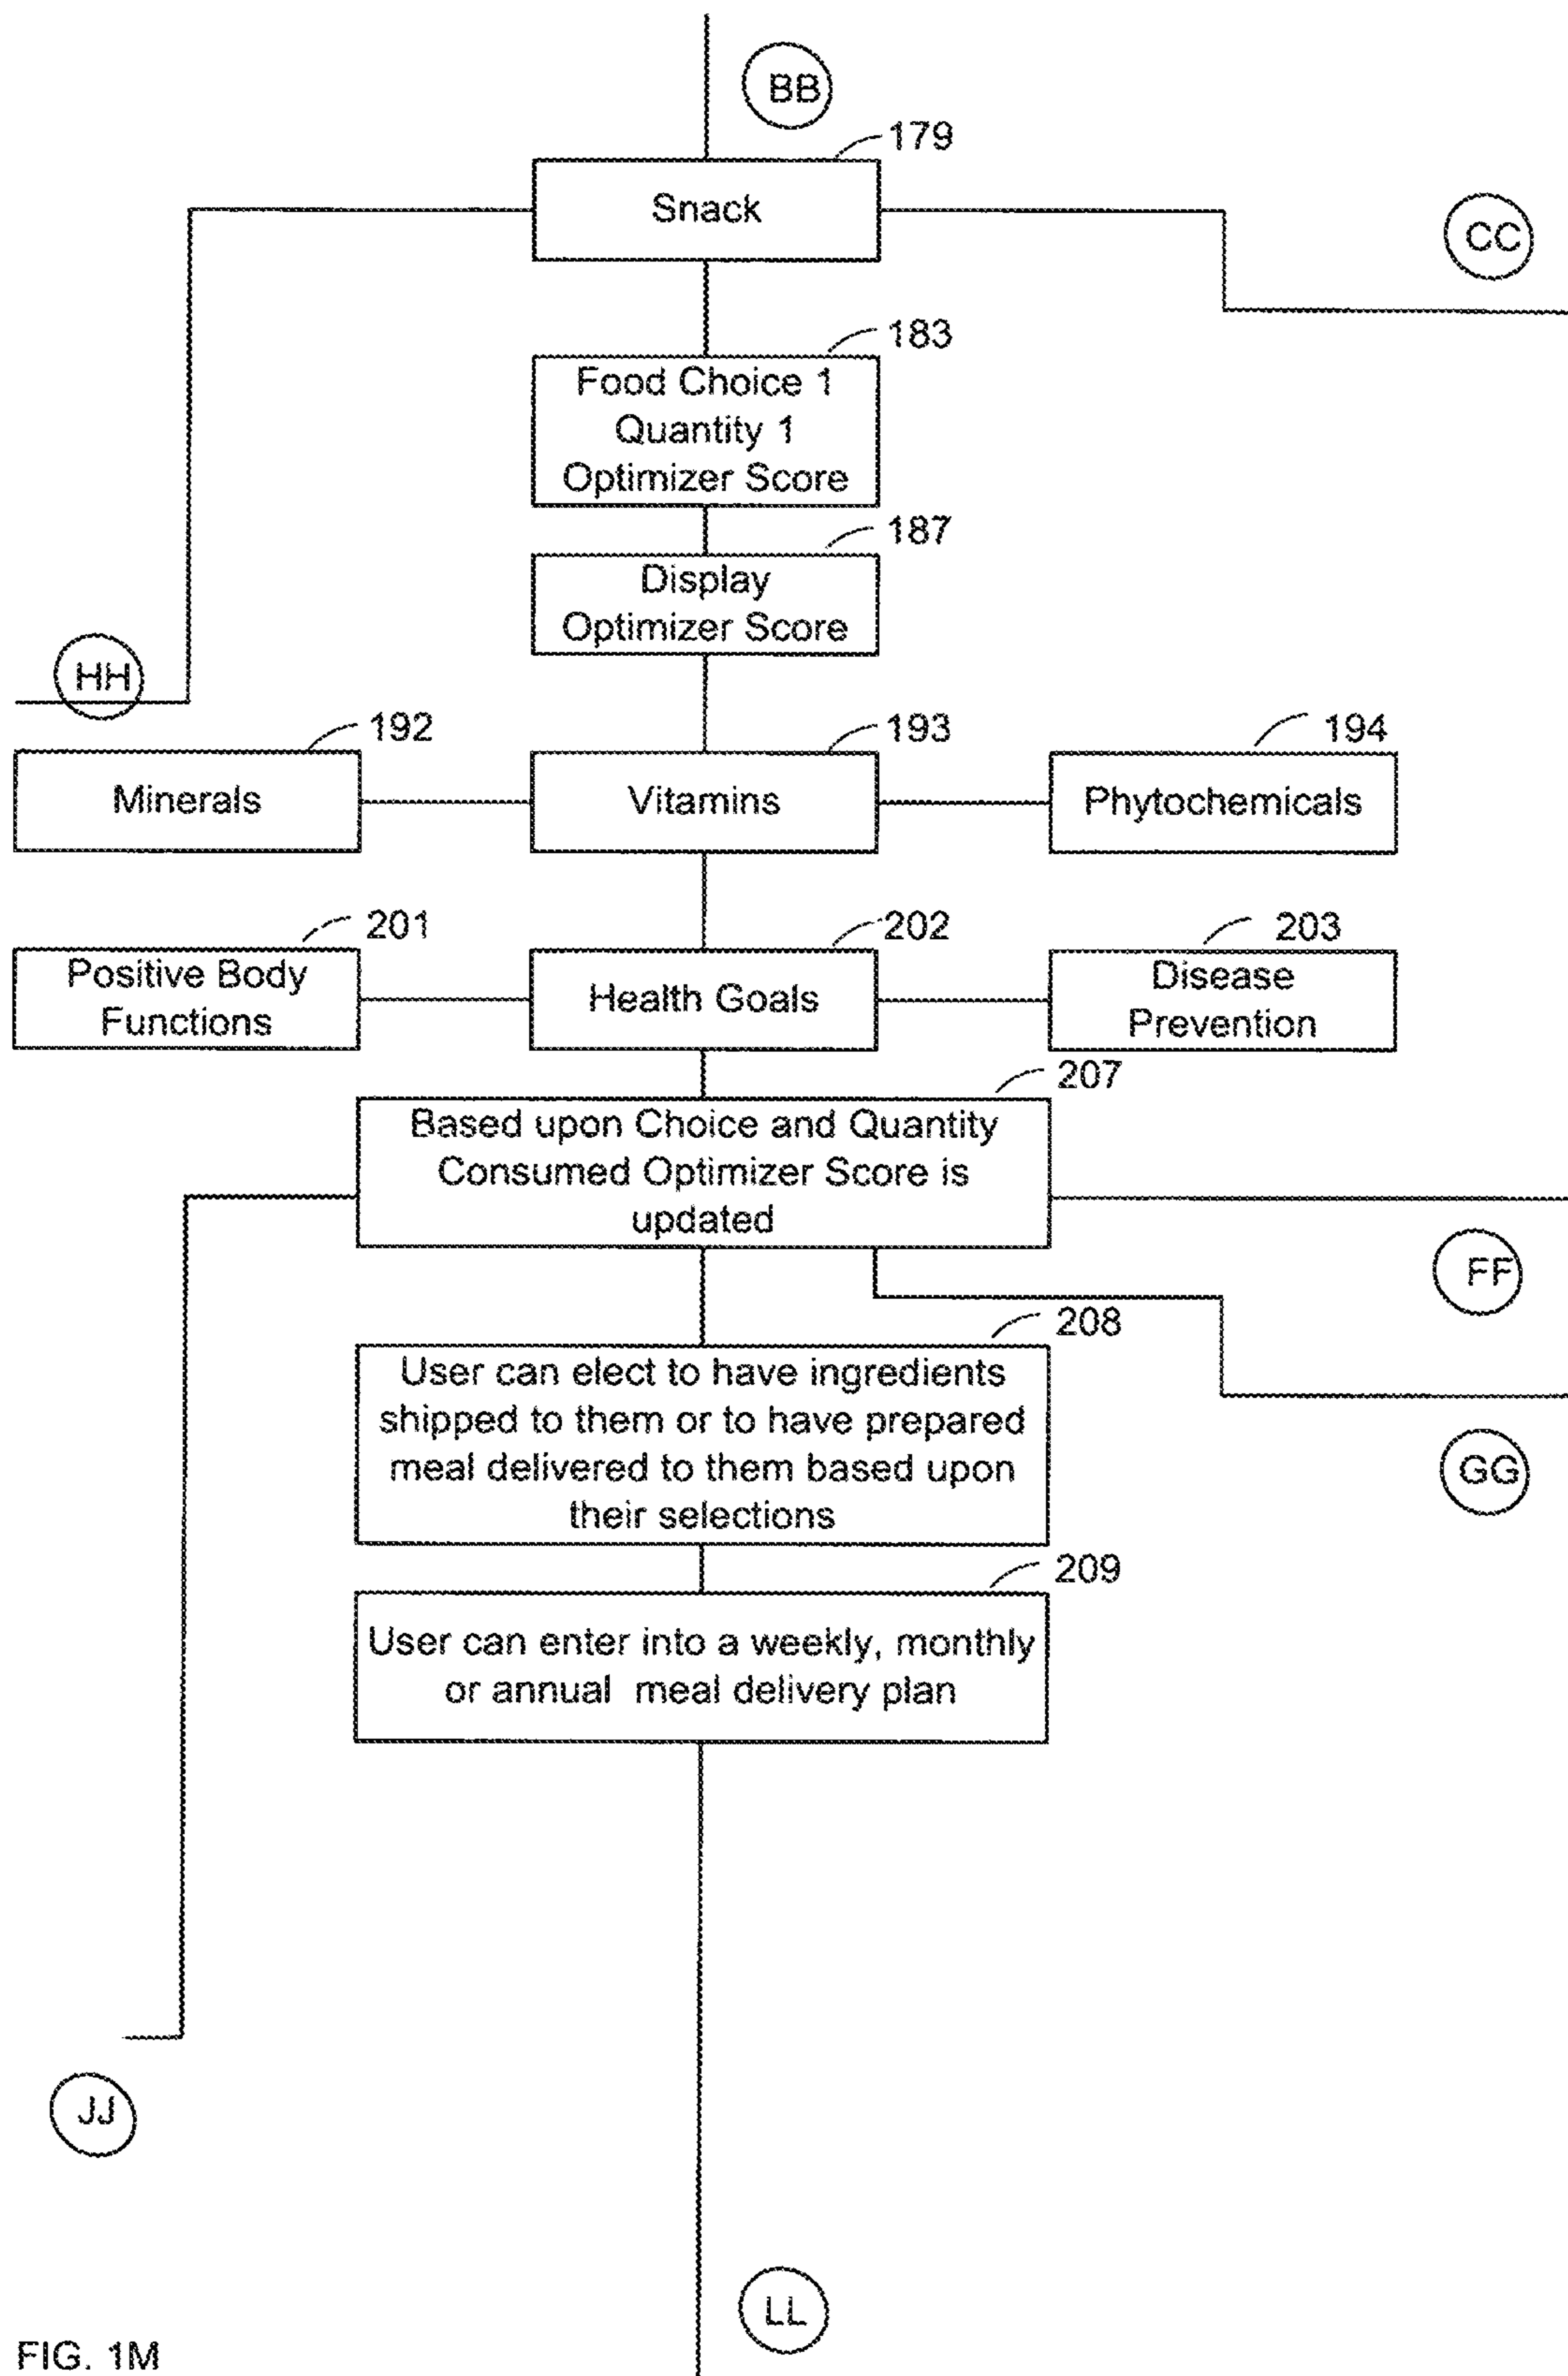 BB
179
Snack
CC
183
Food Choice 1
Quantity 1
Optimizer Score
187
Display
Optimizer Score
HH
192
193
194
Minerals
Vitamins
Phytochemicals
201
202
203
Positive Body
Functions
Health Goals
Disease
Prevention
207
Based upon Choice and Quantity
Consumed Optimizer Score is
updated
FF
208
User can elect to have ingredients
shipped to them or to have prepared
meal delivered to them based upon
their selections
GG
209
User can enter into a weekly, monthly
or annual meal delivery plan
JJ
LL
FIG. 1M